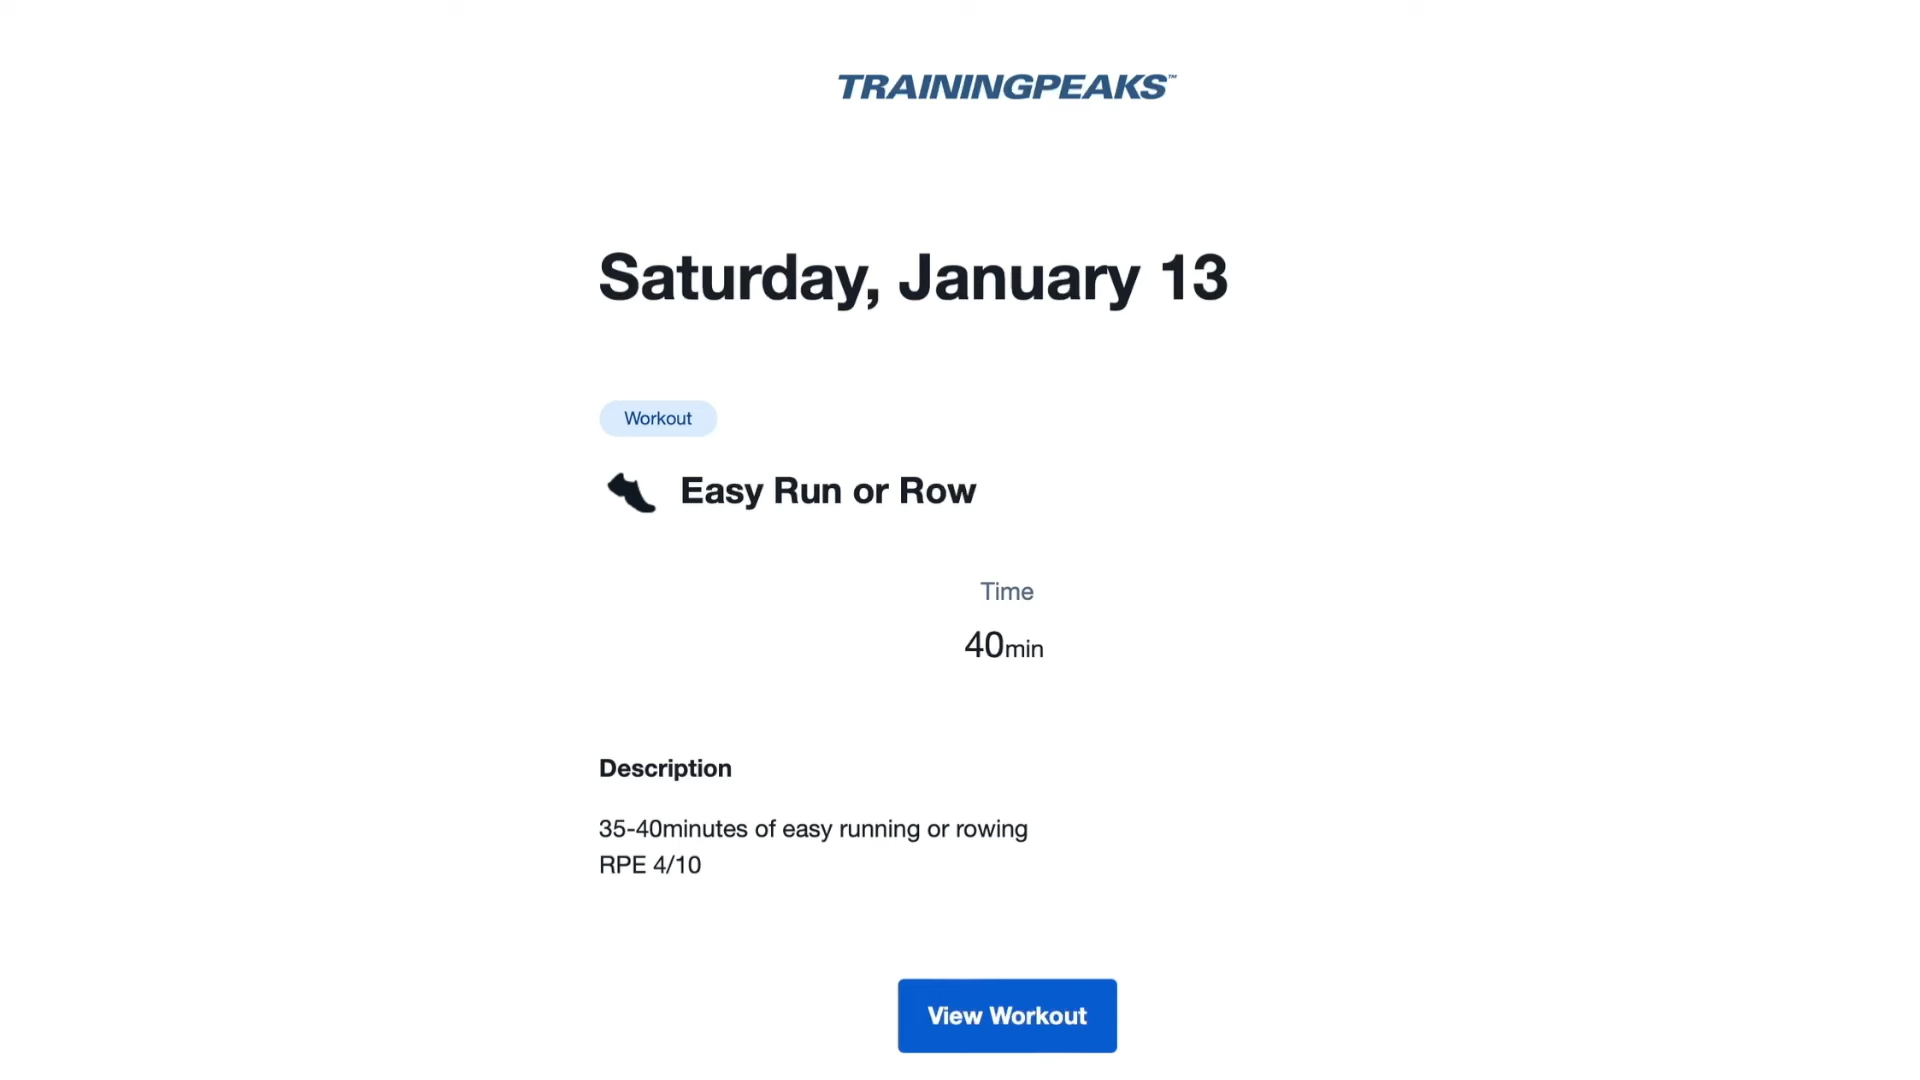 TRAININGPEAKS™
Saturday, January 13
Workout
Easy Run or Row
Time
40min
Description
35-40minutes of easy running or rowing
RPE 4/10
View Workout